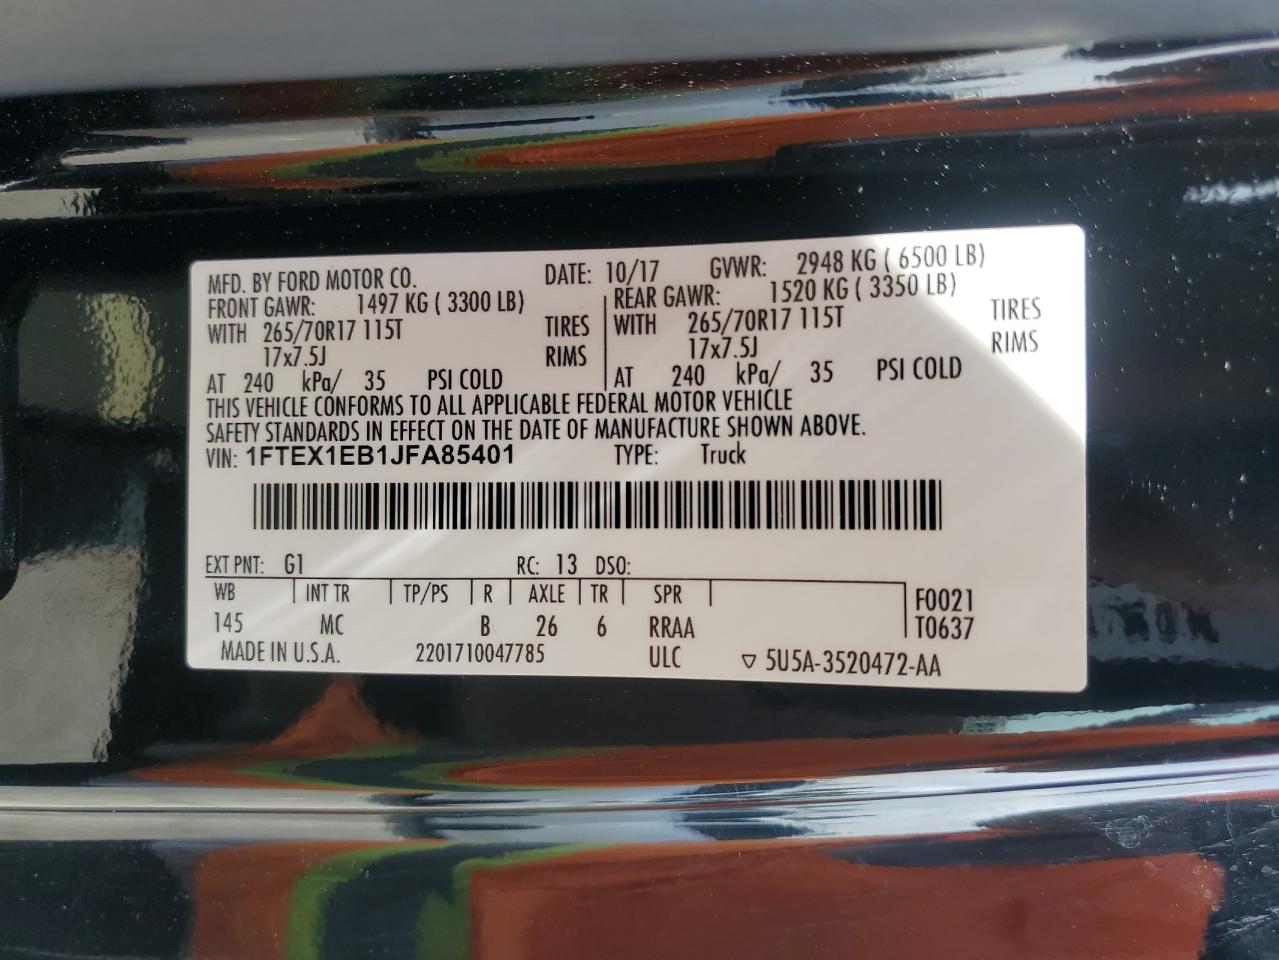 MFD. BY FORD MOTOR CO. DATE: 10/17 GVWR: 2948 KG ( 6500 LB)
FRONT GAWR: 1497 KG ( 3300 LB) REAR GAWR: 1520 KG ( 3350 LB)
WITH 265/70R17 115T TIRES WITH 265/70R17 115T TIRES
17x7.5J RIMS 17x7.5J RIMS
AT 240 kPa/ 35 PSI COLD AT 240 kPa/ 35 PSI COLD
THIS VEHICLE CONFORMS TO ALL APPLICABLE FEDERAL MOTOR VEHICLE
SAFETY STANDARDS IN EFFECT ON THE DATE OF MANUFACTURE SHOWN ABOVE.
VIN: 1FTEX1EB1JFA85401 TYPE: Truck
EXT PNT: G1 RC: 13 DSO:
WB INT TR TP/PS R AXLE TR SPR F0021
145 MC B 26 6 RRAA T0637
MADE IN U.S.A. 2201710047785 ULC ▽ 5U5A-3520472-AA